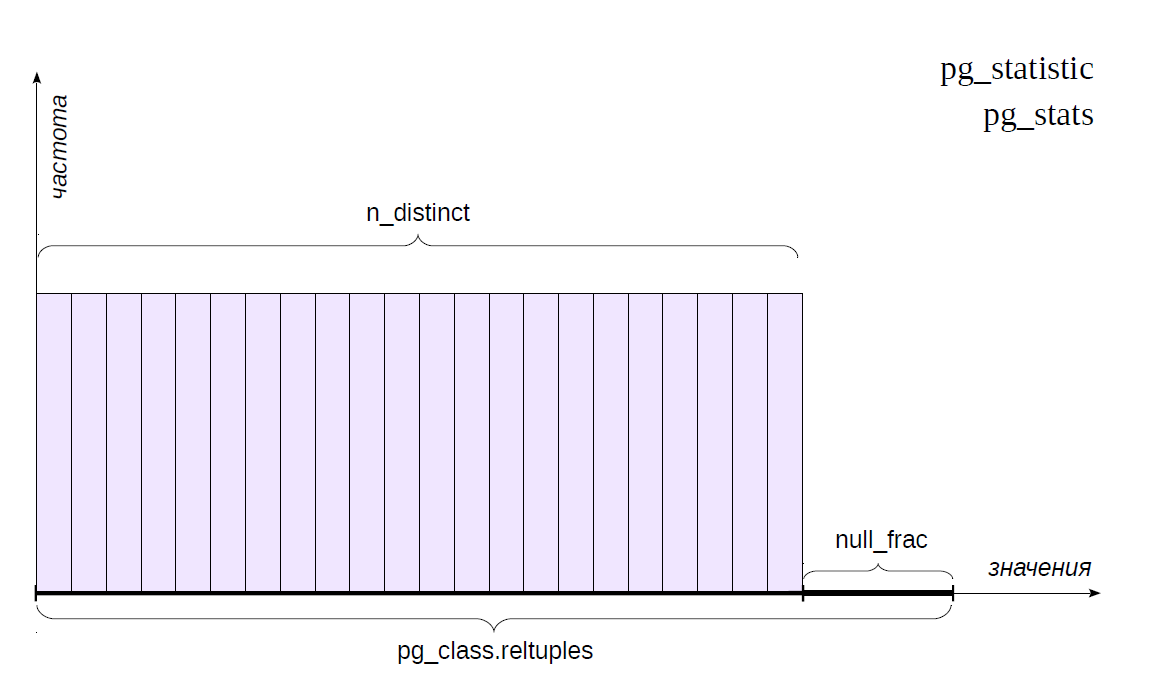 pg_statistic
pg_stats
частота
n_distinct
null_frac
значения
pg_class.reltuples